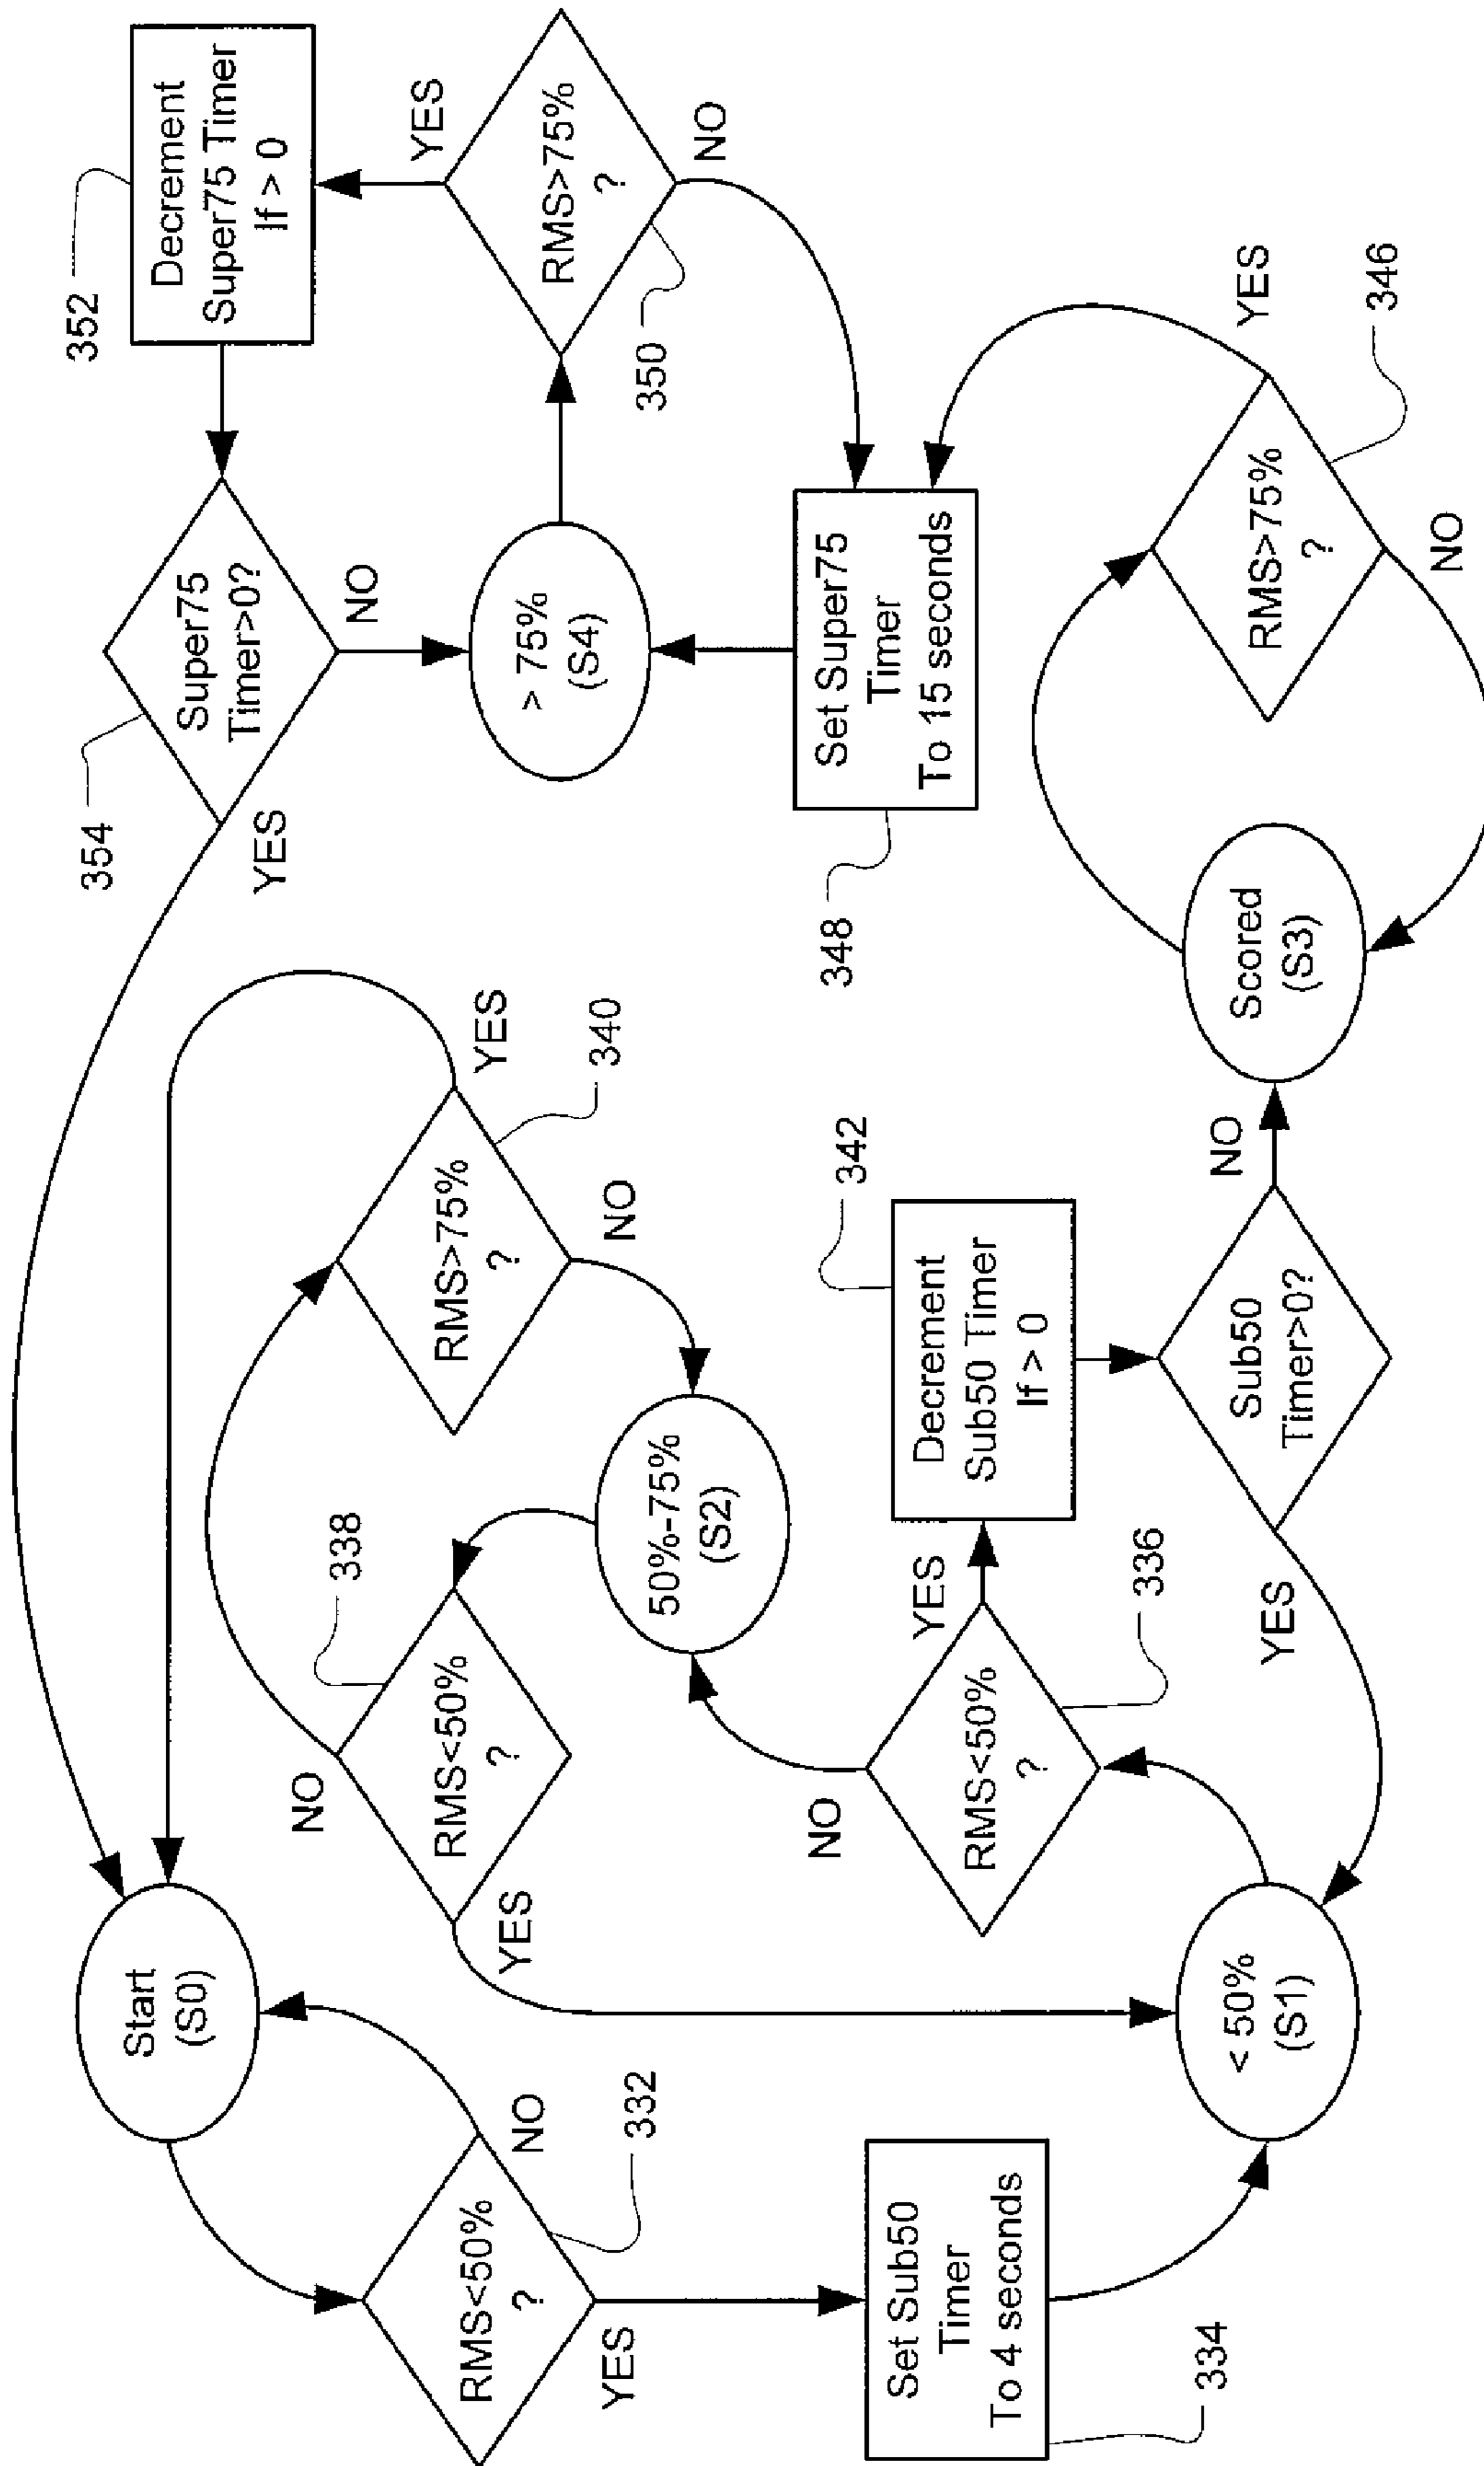 Start
(S0)
RMS<50%
?
NO
YES
332
Set Sub50
Timer
To 4 seconds
334
< 50%
(S1)
RMS<50%
?
NO
YES
336
RMS<50%
?
NO
YES
338
50%-75%
(S2)
RMS>75%
?
YES
NO
340
Decrement
Sub50 Timer
If > 0
342
Sub50
Timer>0?
YES
NO
Scored
(S3)
RMS>75%
?
YES
NO
346
Set Super75
Timer
To 15 seconds
348
> 75%
(S4)
RMS>75%
?
YES
NO
350
Decrement
Super75 Timer
If > 0
352
Super75
Timer>0?
YES
NO
354